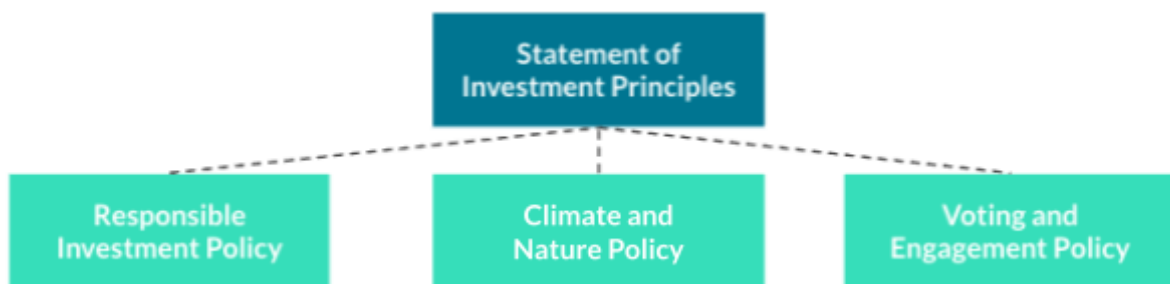 Statement of
Investment Principles
Responsible
Investment Policy
Climate and
Nature Policy
Voting and
Engagement Policy